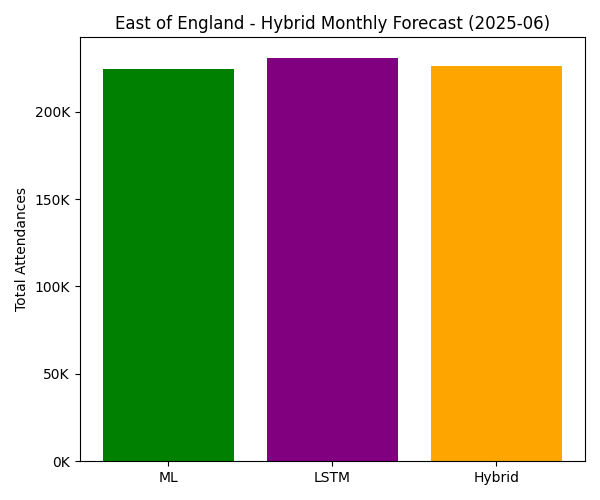 East of England - Hybrid Monthly Forecast (2025-06)
Total Attendances
200K
150K
100K
50K
0K
ML LSTM Hybrid